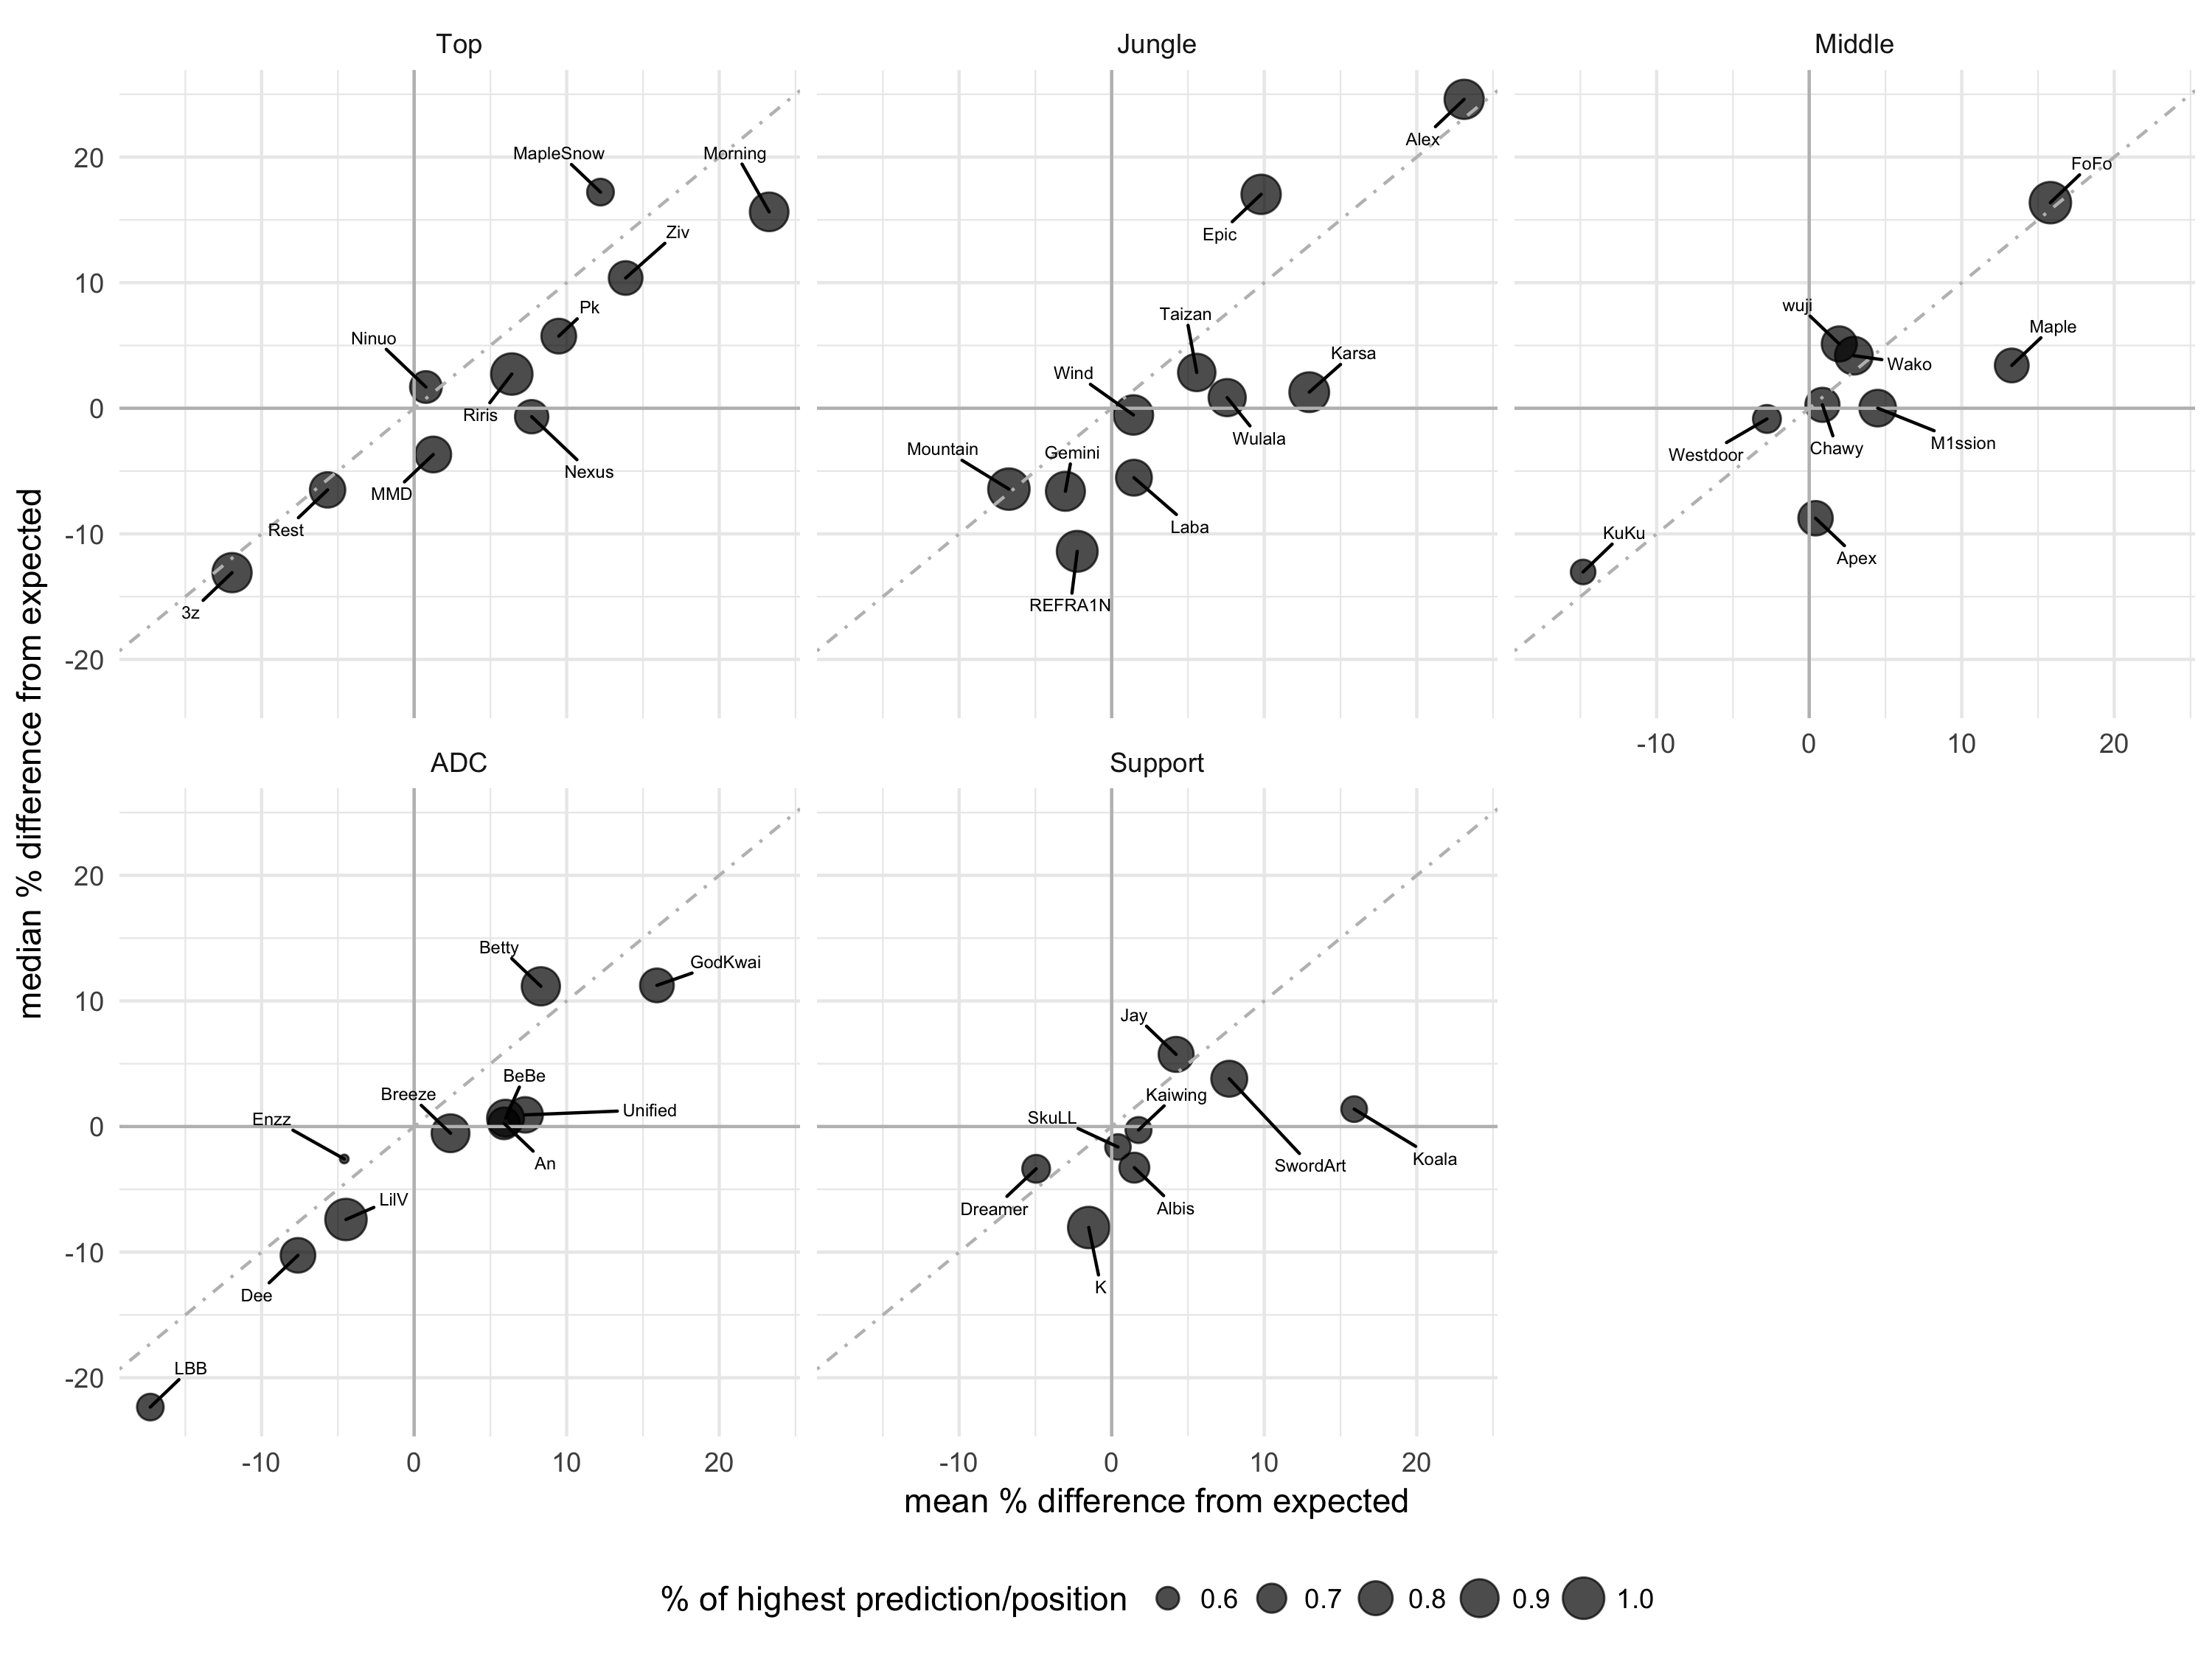 Top
Jungle
Middle
MapleSnow
Morning
Ziv
Pk
Ninuo
Riris
Nexus
MMD
Rest
3z
Alex
Epic
Taizan
Karsa
Wind
Wulala
Mountain
Gemini
Laba
REFRA1N
FoFo
wuji
Maple
Wako
M1ssion
Chawy
Westdoor
KuKu
Apex
20
10
0
-10
-20
-10
0
10
20
median % difference from expected
ADC
Support
Betty
GodKwai
BeBe
Breeze
Unified
Enzz
An
LilV
Dee
LBB
Jay
Kaiwing
SkuLL
SwordArt
Koala
Dreamer
Albis
K
20
10
0
-10
-20
-10
0
10
20
-10
0
10
20
mean % difference from expected
% of highest prediction/position 0.6 0.7 0.8 0.9 1.0